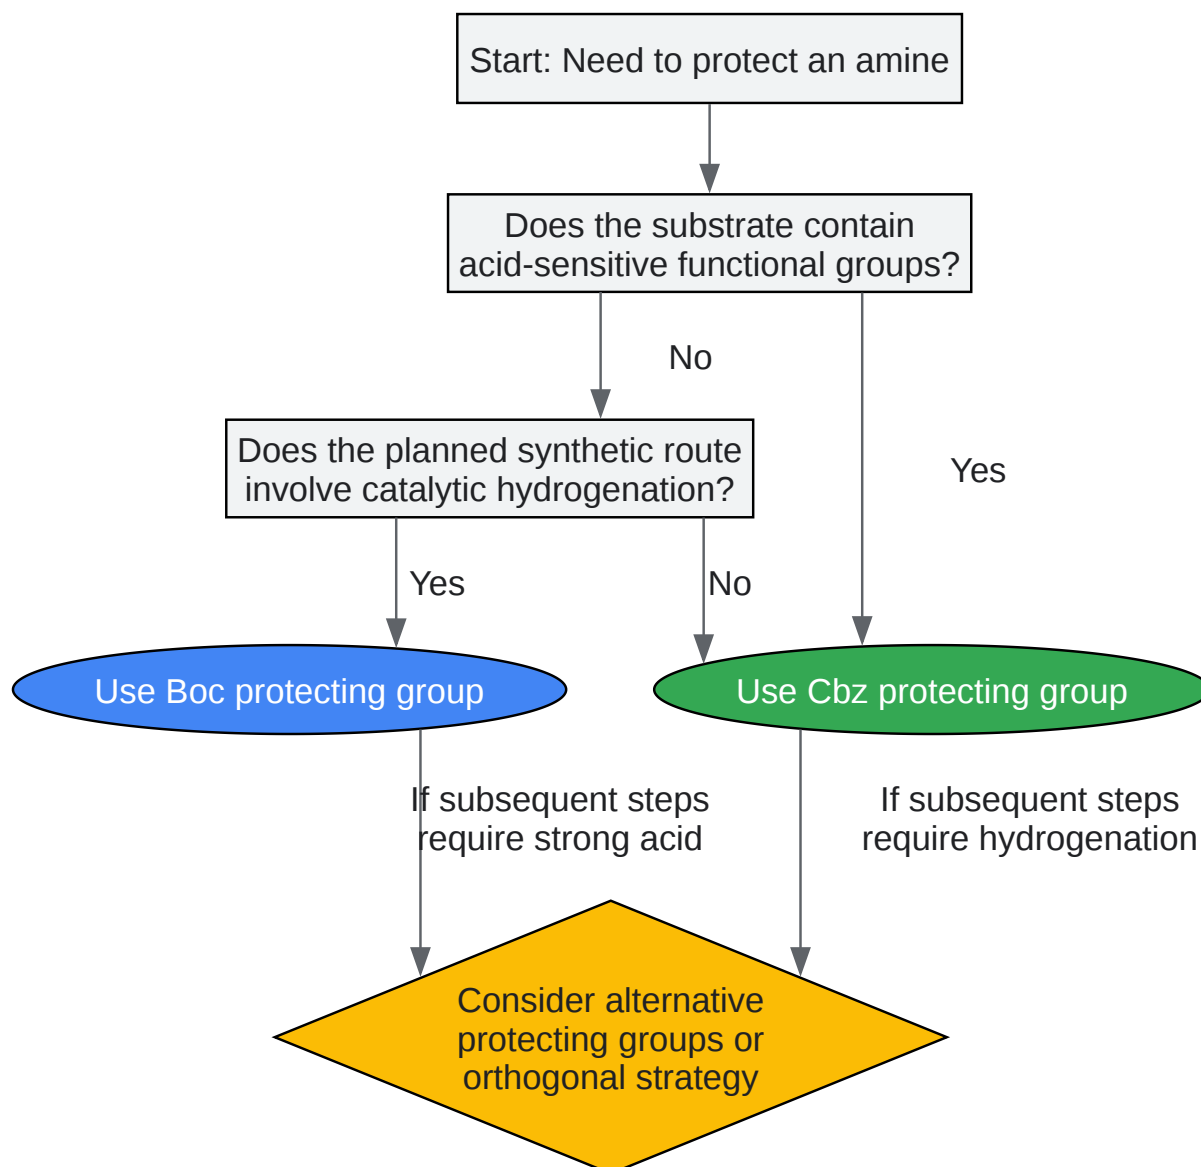 Start: Need to protect an amine
Does the substrate contain
acid-sensitive functional groups?
No
Does the planned synthetic route
involve catalytic hydrogenation?
Yes
Yes
No
Use Boc protecting group
Use Cbz protecting group
If subsequent steps
require strong acid
If subsequent steps
require hydrogenation
Consider alternative
protecting groups or
orthogonal strategy